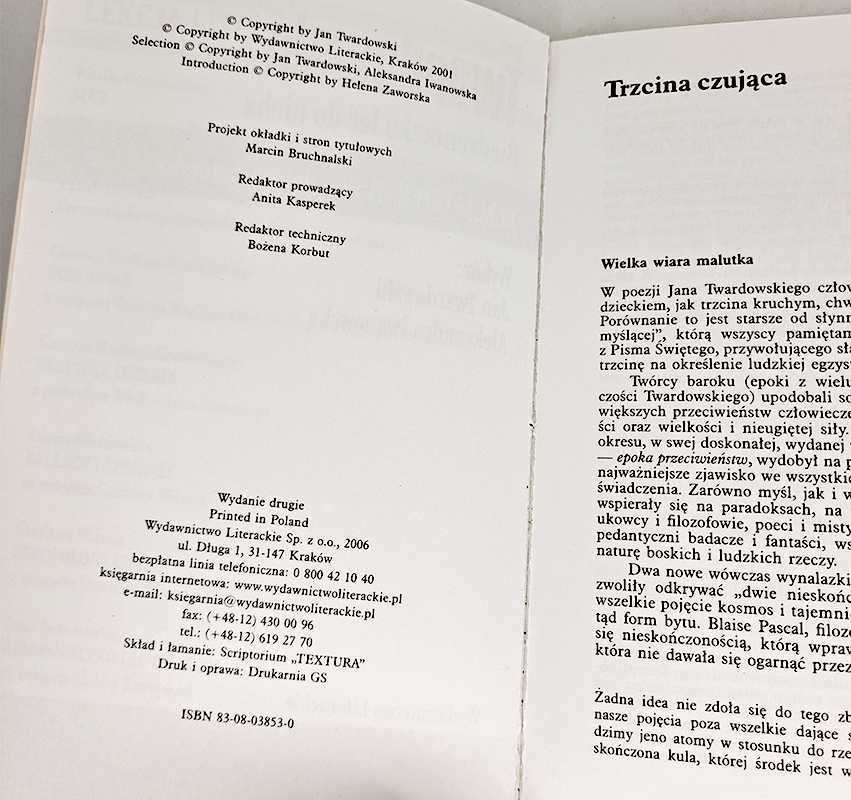 © Copyright by Jan Twardowski
© Copyright by Wydawnictwo Literackie, Kraków 2001
Selection © Copyright by Jan Twardowski, Aleksandra Iwanowska
Introduction © Copyright by Helena Zaworska
Projekt okładki i stron tytułowych
Marcin Bruchnalski
Redaktor prowadzący
Anita Kasperek
Redaktor techniczny
Bożena Korbut
Wydanie drugie
Printed in Poland
Wydawnictwo Literackie Sp. z o.o., 2006
ul. Długa 1, 31-147 Kraków
bezpłatna linia telefoniczna: 0 800 42 10 40
księgarnia internetowa: www.wydawnictwoliterackie.pl
e-mail: ksiegarnia@wydawnictwoliterackie.pl
fax: (+48-12) 430 00 96
tel.: (+48-12) 619 27 70
Skład i łamanie: Scriptorium „TEXTURA”
Druk i oprawa: Drukarnia GS
ISBN 83-08-03853-0
Trzcina czująca
Wielka wiara malutka
W poezji Jana Twardowskiego człow
dzieckiem, jak trzcina kruchym, chw
Porównanie to jest starsze od słynn
myślącej”, którą wszyscy pamiętam
z Pisma Świętego, przywołującego sła
trzcinę na określenie ludzkiej egzyst
Twórcy baroku (epoki z wielu
czości Twardowskiego) upodobali so
większych przeciwieństw człowiecze
ści oraz wielkości i nieugiętej siły.
okresu, w swej doskonałej, wydanej
— epoka przeciwieństw, wydobył na p
najważniejsze zjawisko we wszystkic
świadczenia. Zarówno myśl, jak i w
wspierały się na paradoksach, na
ukowcy i filozofowie, poeci i misty
pedantyczni badacze i fantaści, ws
naturę boskich i ludzkich rzeczy.
Dwa nowe wówczas wynalazki
zwoliły odkrywać „dwie nieskońc
wszelkie pojęcie kosmos i tajemnic
tąd form bytu. Blaise Pascal, filozo
się nieskończonością, którą wpraw
która nie dawała się ogarnąć przez
Żadna idea nie zdoła się do tego zb
nasze pojęcia poza wszelkie dające s
dzimy jeno atomy w stosunku do rze
skończona kula, której środek jest w